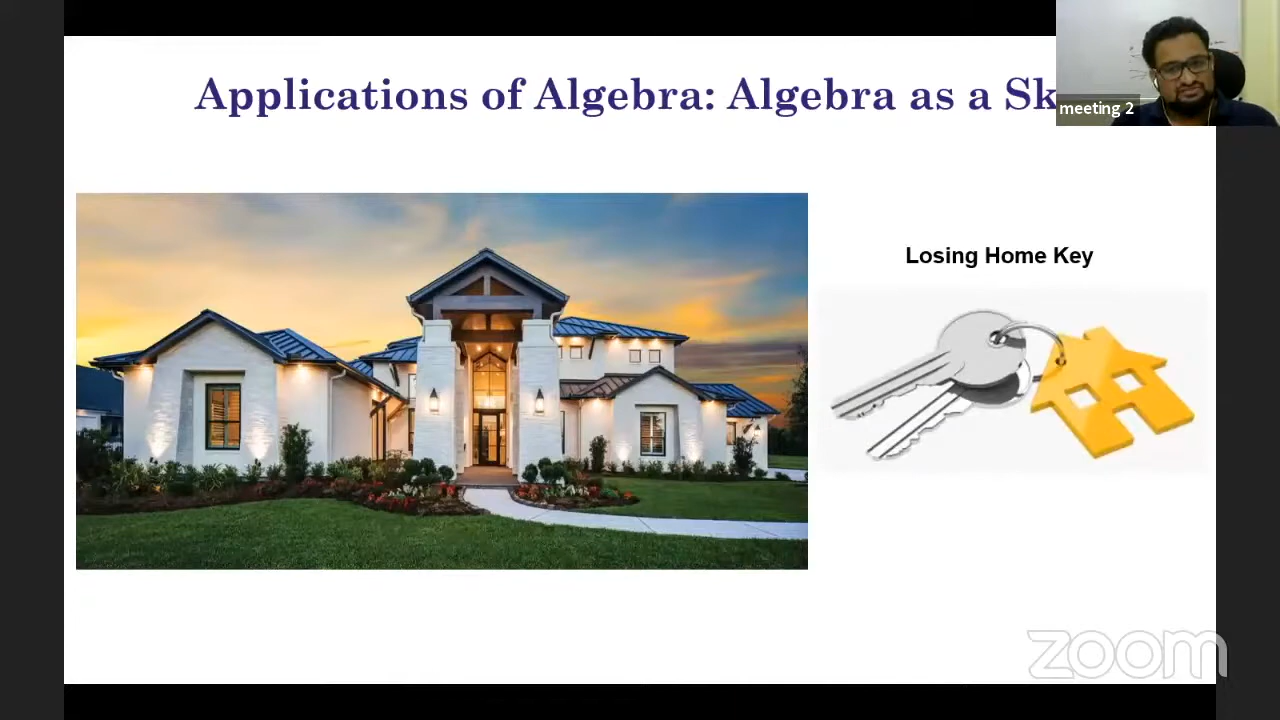 Applications of Algebra: Algebra as a Sk
meeting 2
Losing Home Key
zoom